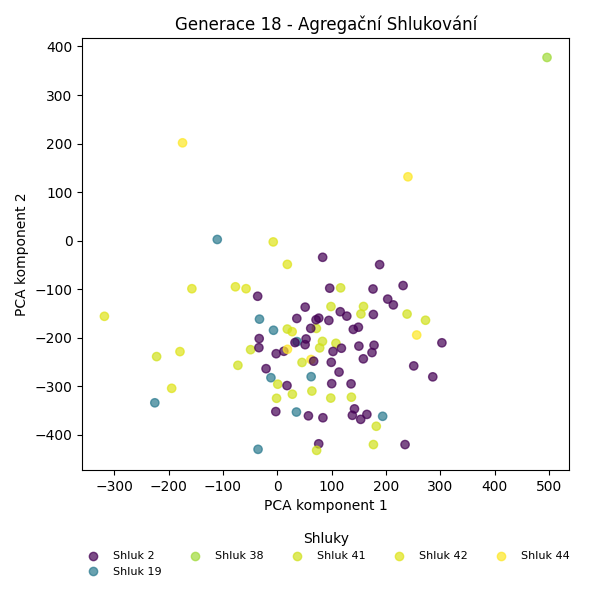 Generace 18 - Agregační Shlukování
400
300
200
100
0
−100
−200
−300
−400
PCA komponent 2
−300 −200 −100 0 100 200 300 400 500
PCA komponent 1
Shluky
Shluk 2 Shluk 38 Shluk 41 Shluk 42 Shluk 44
Shluk 19